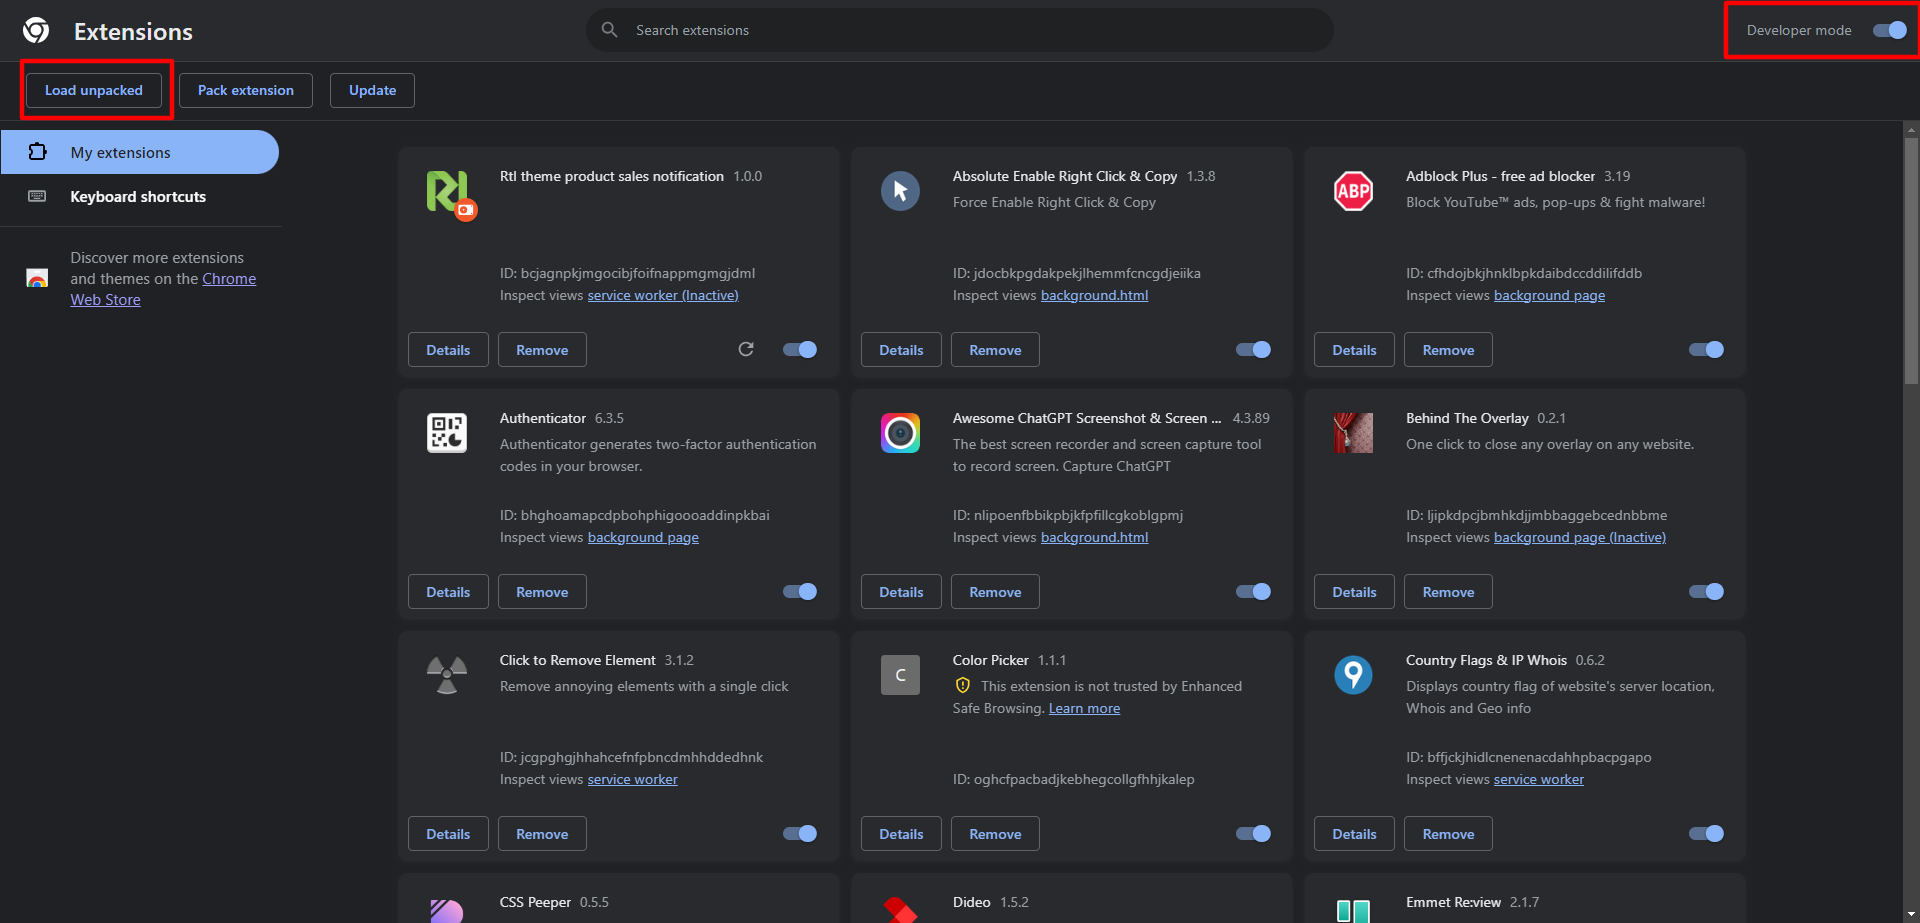 Extensions
Search extensions
Developer mode
Load unpacked
Pack extension
Update
My extensions
Keyboard shortcuts
Discover more extensions
and themes on the Chrome
Web Store
Rtl theme product sales notification 1.0.0
ID: bcjagnpkjmgocibjfoifnappmgmgjdml
Inspect views service worker (Inactive)
Details
Remove
Absolute Enable Right Click & Copy 1.3.8
Force Enable Right Click & Copy
ID: jdocbkpgdakpekjlhemmfcncgdjeiika
Inspect views background.html
Details
Remove
ABP
Adblock Plus - free ad blocker 3.19
Block YouTube™ ads, pop-ups & fight malware!
ID: cfhdojbkjhnklbpkdaibdccddilifddb
Inspect views background page
Details
Remove
Authenticator 6.3.5
Authenticator generates two-factor authentication
codes in your browser.
ID: bhghoamapcdpbohphigoooaddinpkbai
Inspect views background page
Details
Remove
Awesome ChatGPT Screenshot & Screen ... 4.3.89
The best screen recorder and screen capture tool
to record screen. Capture ChatGPT
ID: nlipoenfbbikpbjkfpfillcgkoblgpmj
Inspect views background.html
Details
Remove
Behind The Overlay 0.2.1
One click to close any overlay on any website.
ID: ljipkdpcjbmhkdjjmbbaggebcednbbme
Inspect views background page (Inactive)
Details
Remove
Click to Remove Element 3.1.2
Remove annoying elements with a single click
ID: jcgpghgjhhahcefnfpbncdmhhddedhnk
Inspect views service worker
Details
Remove
C
Color Picker 1.1.1
This extension is not trusted by Enhanced
Safe Browsing. Learn more
ID: oghcfpacbadjkebhegcollgfhhjkalep
Details
Remove
Country Flags & IP Whois 0.6.2
Displays country flag of website's server location,
Whois and Geo info
ID: bffjckjhidlcnenenacdahhpbacpgapo
Inspect views service worker
Details
Remove
CSS Peeper 0.5.5
Dideo 1.5.2
Emmet Re:view 2.1.7